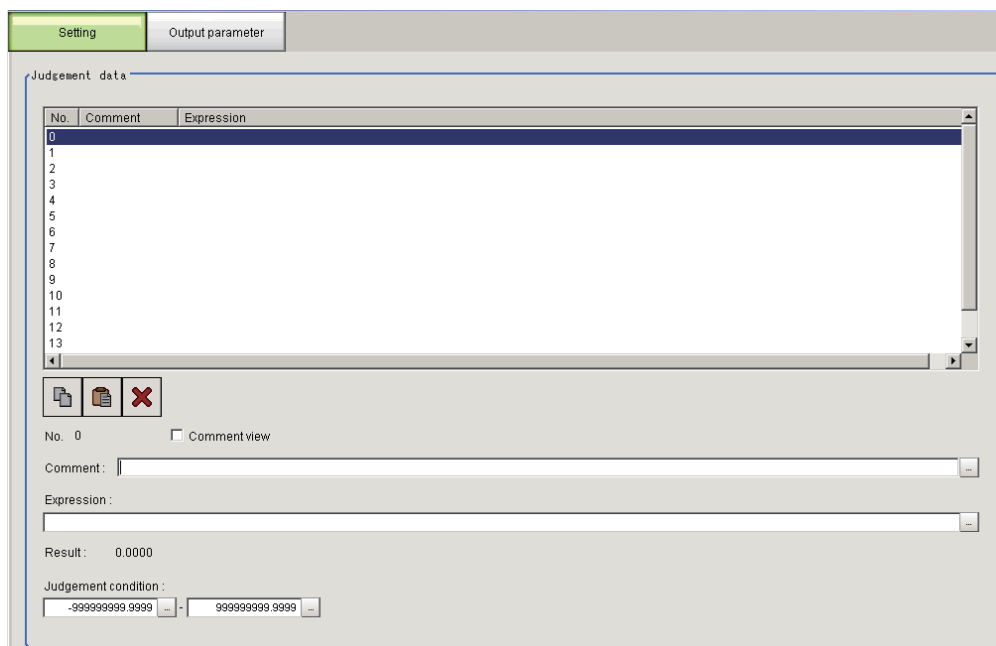 Setting Output parameter
Judgement data
No. Comment Expression
0
1
2
3
4
5
6
7
8
9
10
11
12
13
No. 0 Comment view
Comment : ...
Expression :
...
Result : 0.0000
Judgement condition :
-999999999.9999 ... - 999999999.9999 ...